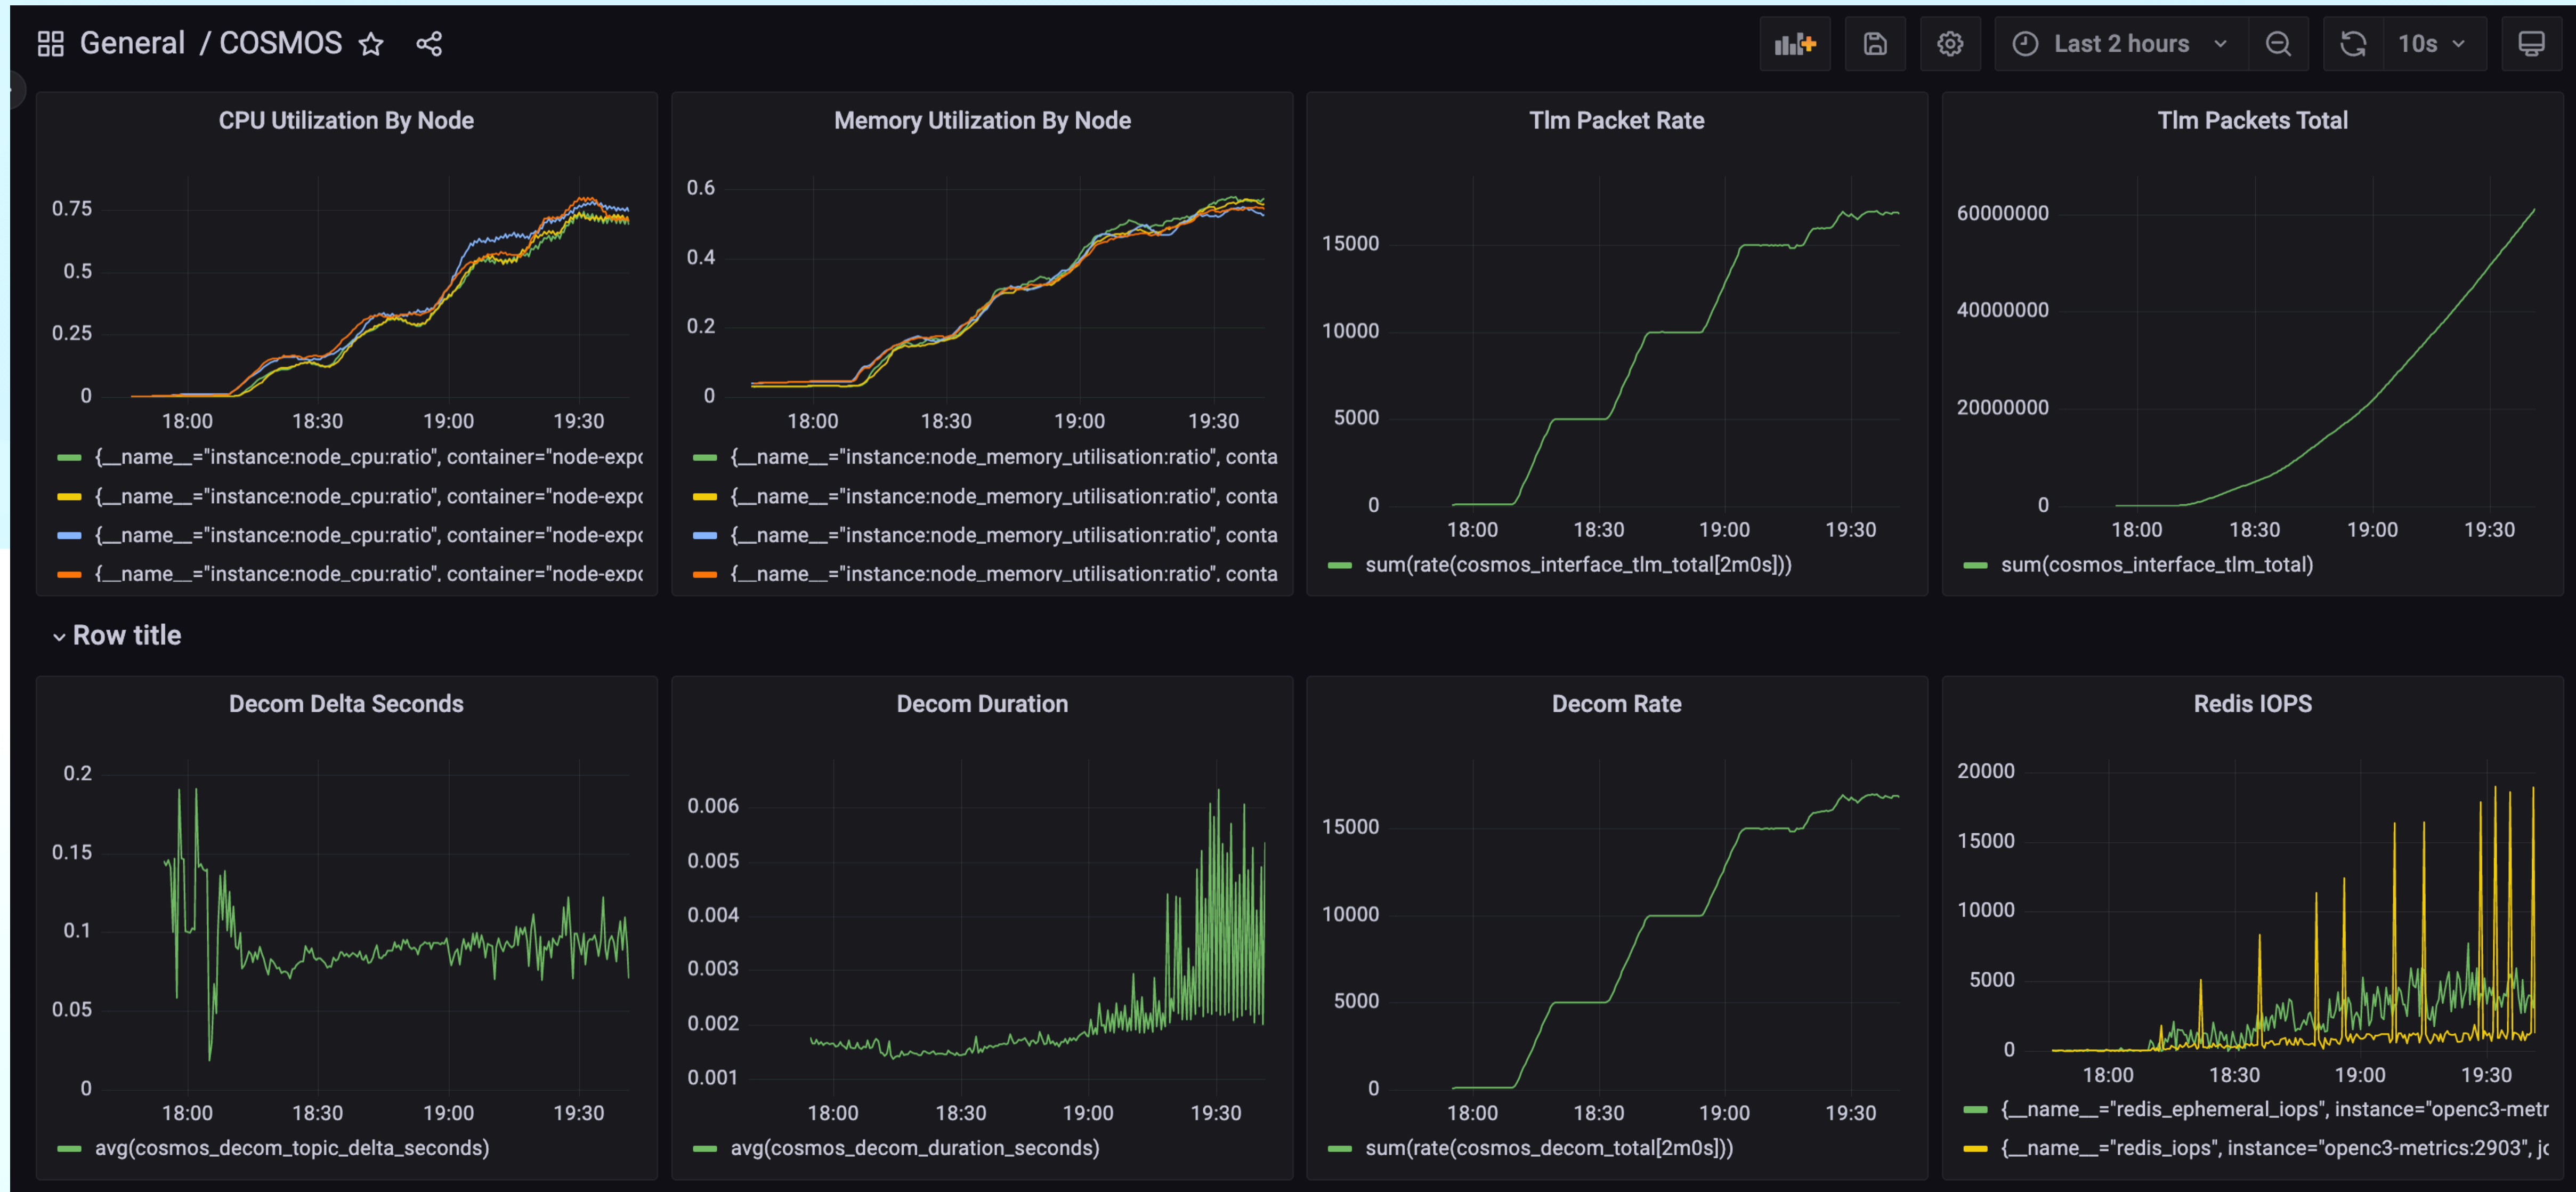 General / COSMOS
Last 2 hours
10s
CPU Utilization By Node
0.75
0.5
0.25
0
18:00 18:30 19:00 19:30
{__name__="instance:node_cpu:ratio", container="node-expo
{__name__="instance:node_cpu:ratio", container="node-expo
{__name__="instance:node_cpu:ratio", container="node-expo
{__name__="instance:node_cpu:ratio", container="node-expo
Memory Utilization By Node
0.6
0.4
0.2
0
18:00 18:30 19:00 19:30
{__name__="instance:node_memory_utilisation:ratio", conta
{__name__="instance:node_memory_utilisation:ratio", conta
{__name__="instance:node_memory_utilisation:ratio", conta
{__name__="instance:node_memory_utilisation:ratio", conta
Tlm Packet Rate
15000
10000
5000
0
18:00 18:30 19:00 19:30
sum(rate(cosmos_interface_tlm_total[2m0s]))
Tlm Packets Total
60000000
40000000
20000000
0
18:00 18:30 19:00 19:30
sum(cosmos_interface_tlm_total)
Row title
Decom Delta Seconds
0.2
0.15
0.1
0.05
0
18:00 18:30 19:00 19:30
avg(cosmos_decom_topic_delta_seconds)
Decom Duration
0.006
0.005
0.004
0.003
0.002
0.001
18:00 18:30 19:00 19:30
avg(cosmos_decom_duration_seconds)
Decom Rate
15000
10000
5000
0
18:00 18:30 19:00 19:30
sum(rate(cosmos_decom_total[2m0s]))
Redis IOPS
20000
15000
10000
5000
0
18:00 18:30 19:00 19:30
{__name__="redis_ephemeral_iops", instance="openc3-metr
{__name__="redis_iops", instance="openc3-metrics:2903", jo